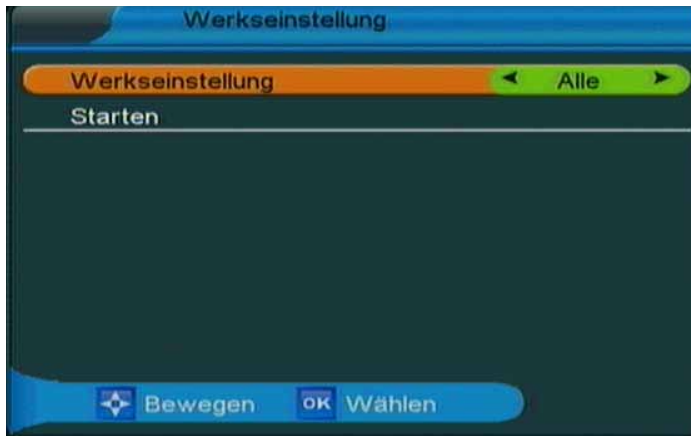 Werkseinstellung
Werkseinstellung Alle
Starten
Bewegen OK Wählen